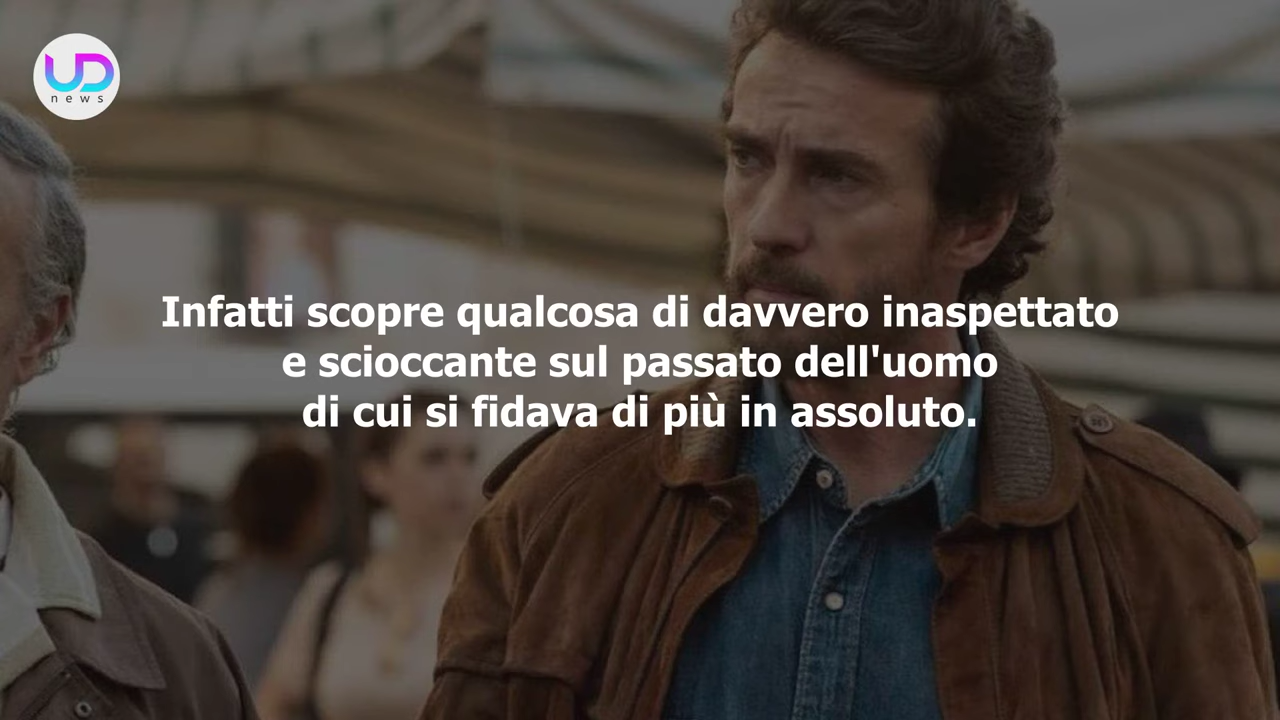 UD
news
Infatti scopre qualcosa di davvero inaspettato
e scioccante sul passato dell'uomo
di cui si fidava di più in assoluto.